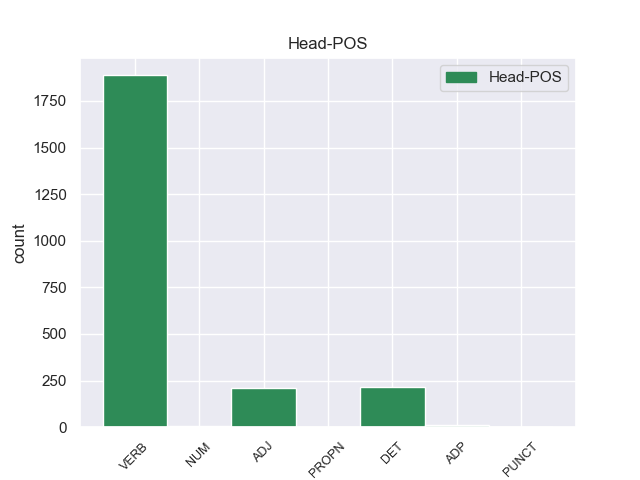 Head-POS
Head-POS
1750
1500
1250
1000
750
500
250
0
count
VERB
NUM
ADJ
PROPN
DET
ADP
PUNCT